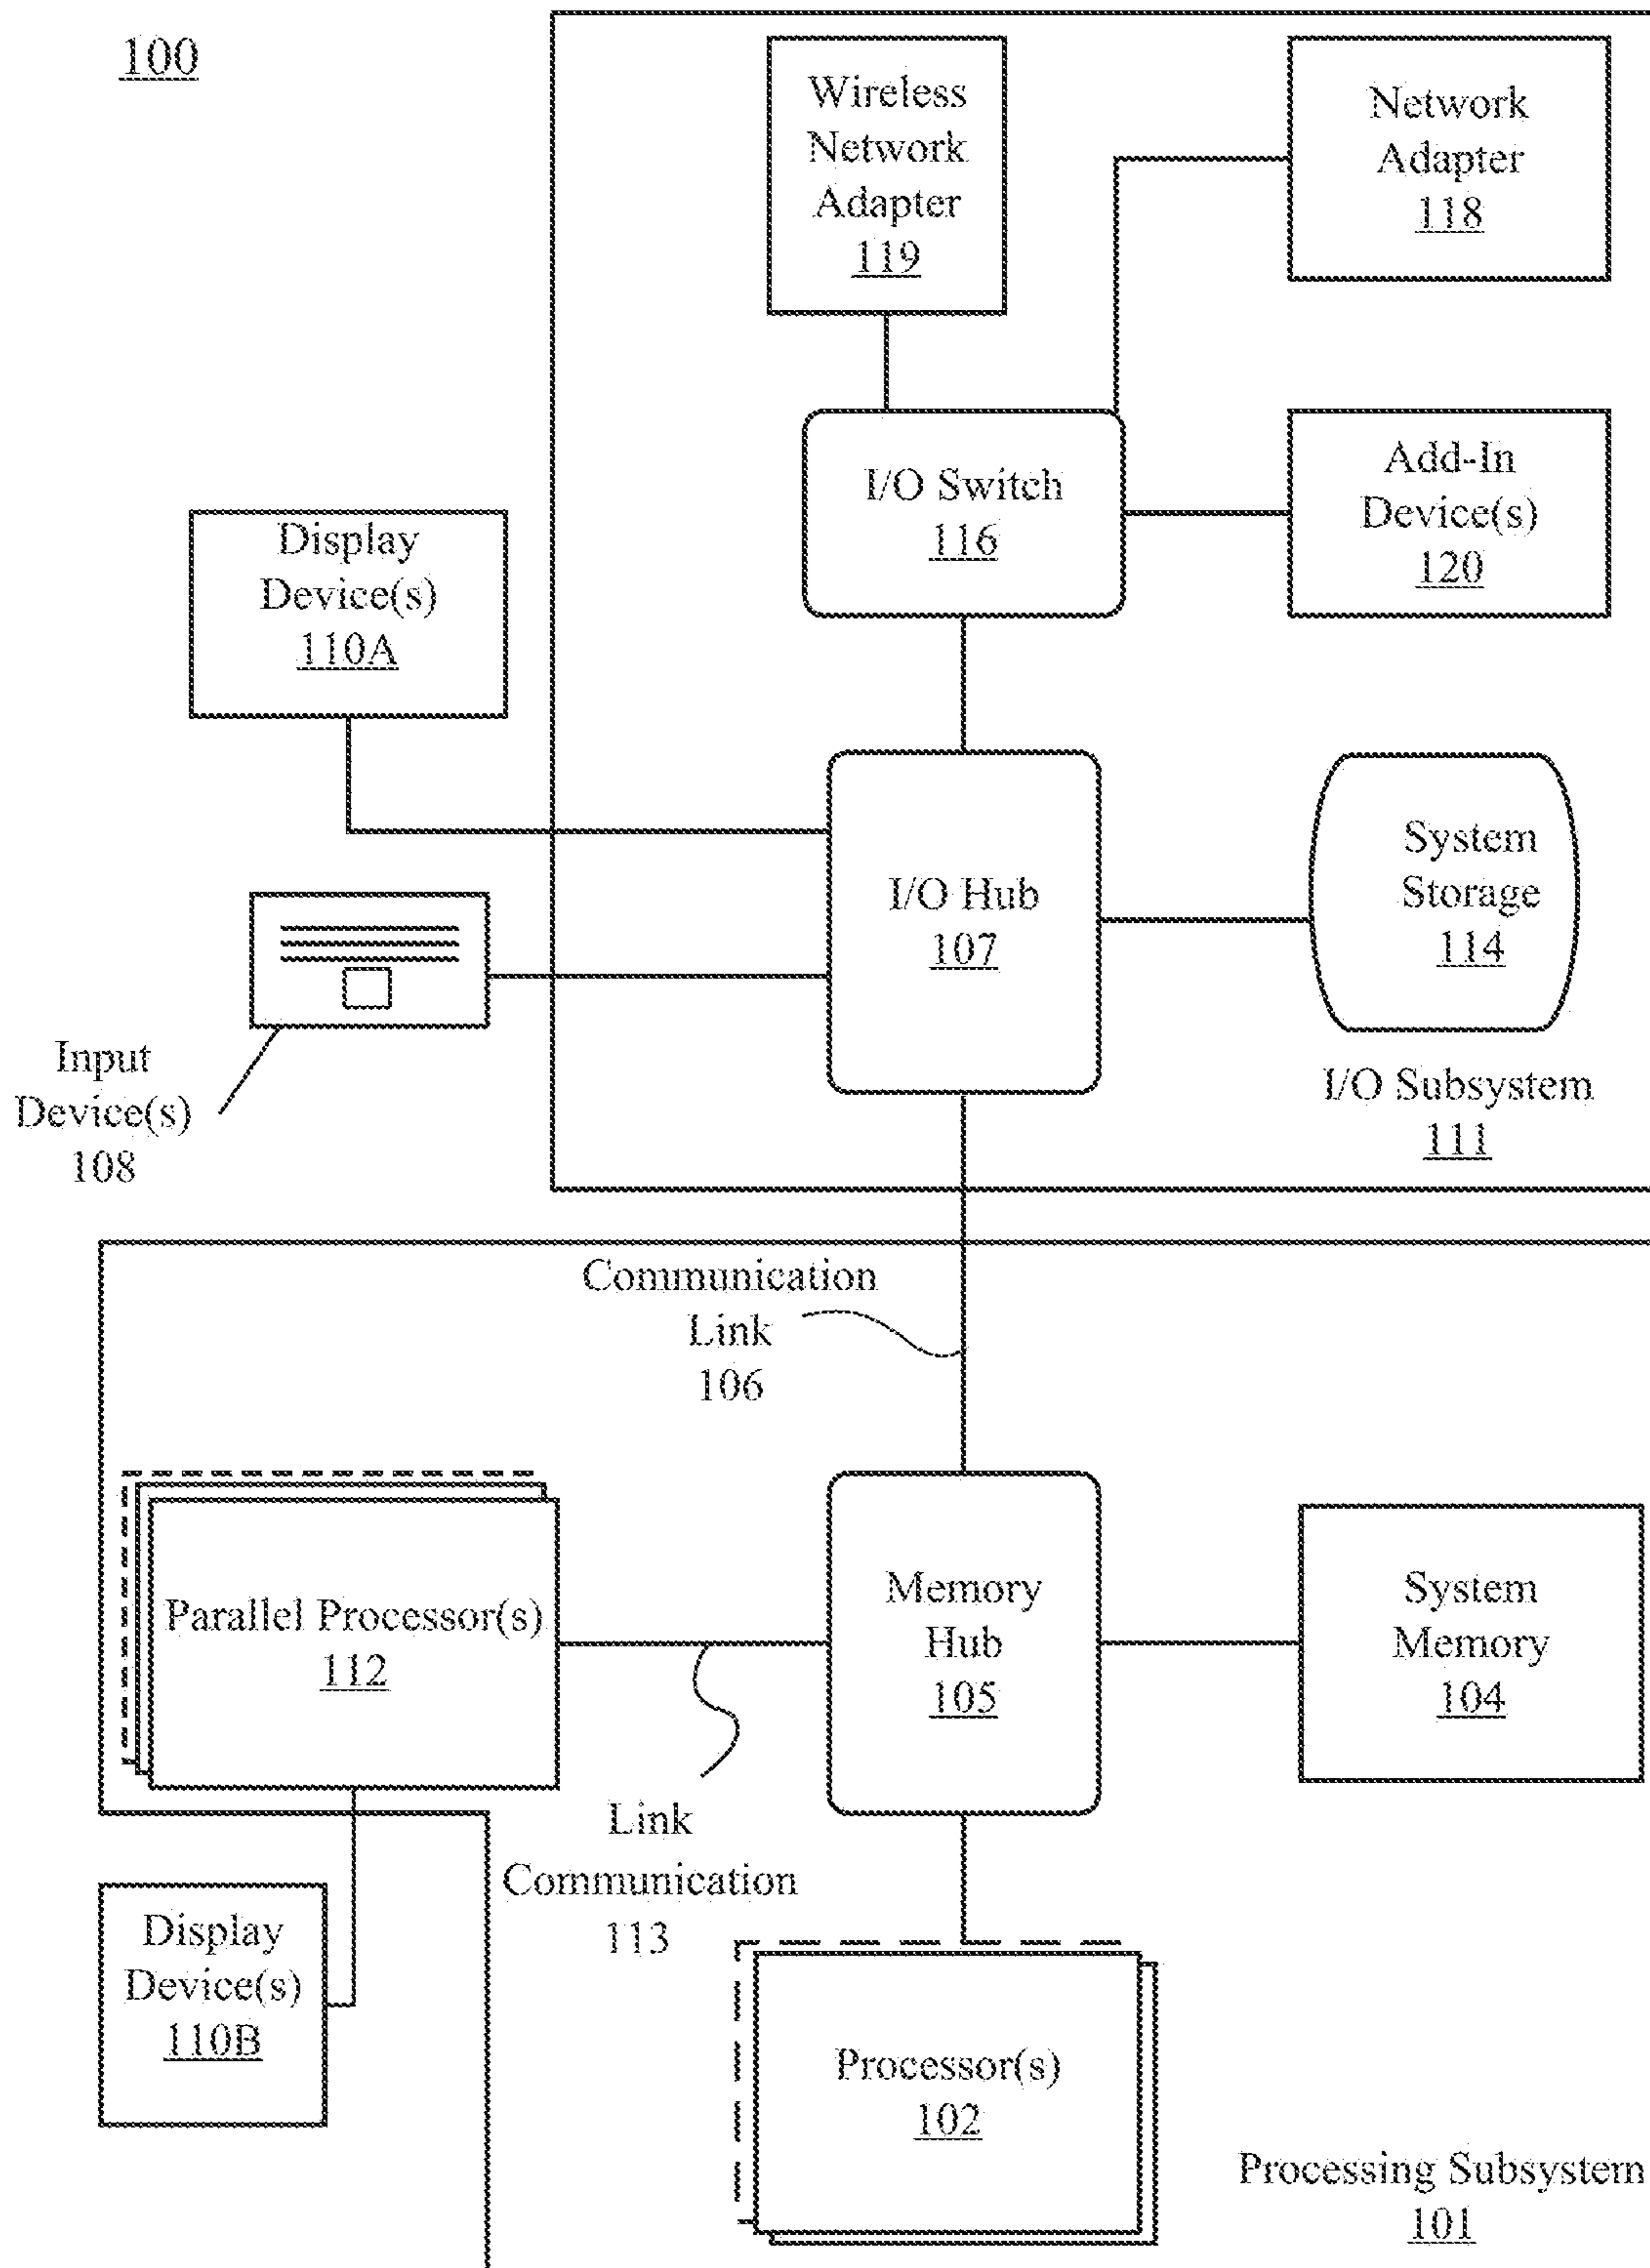 100
Wireless
Network
Adapter
119
Network
Adapter
118
I/O Switch
116
Add-In
Device(s)
120
Display
Device(s)
110A
I/O Hub
107
System
Storage
114
Input
Device(s)
108
I/O Subsystem
111
Communication
Link
106
Parallel Processor(s)
112
Memory
Hub
105
System
Memory
104
Link
Communication
113
Display
Device(s)
110B
Processor(s)
102
Processing Subsystem
101